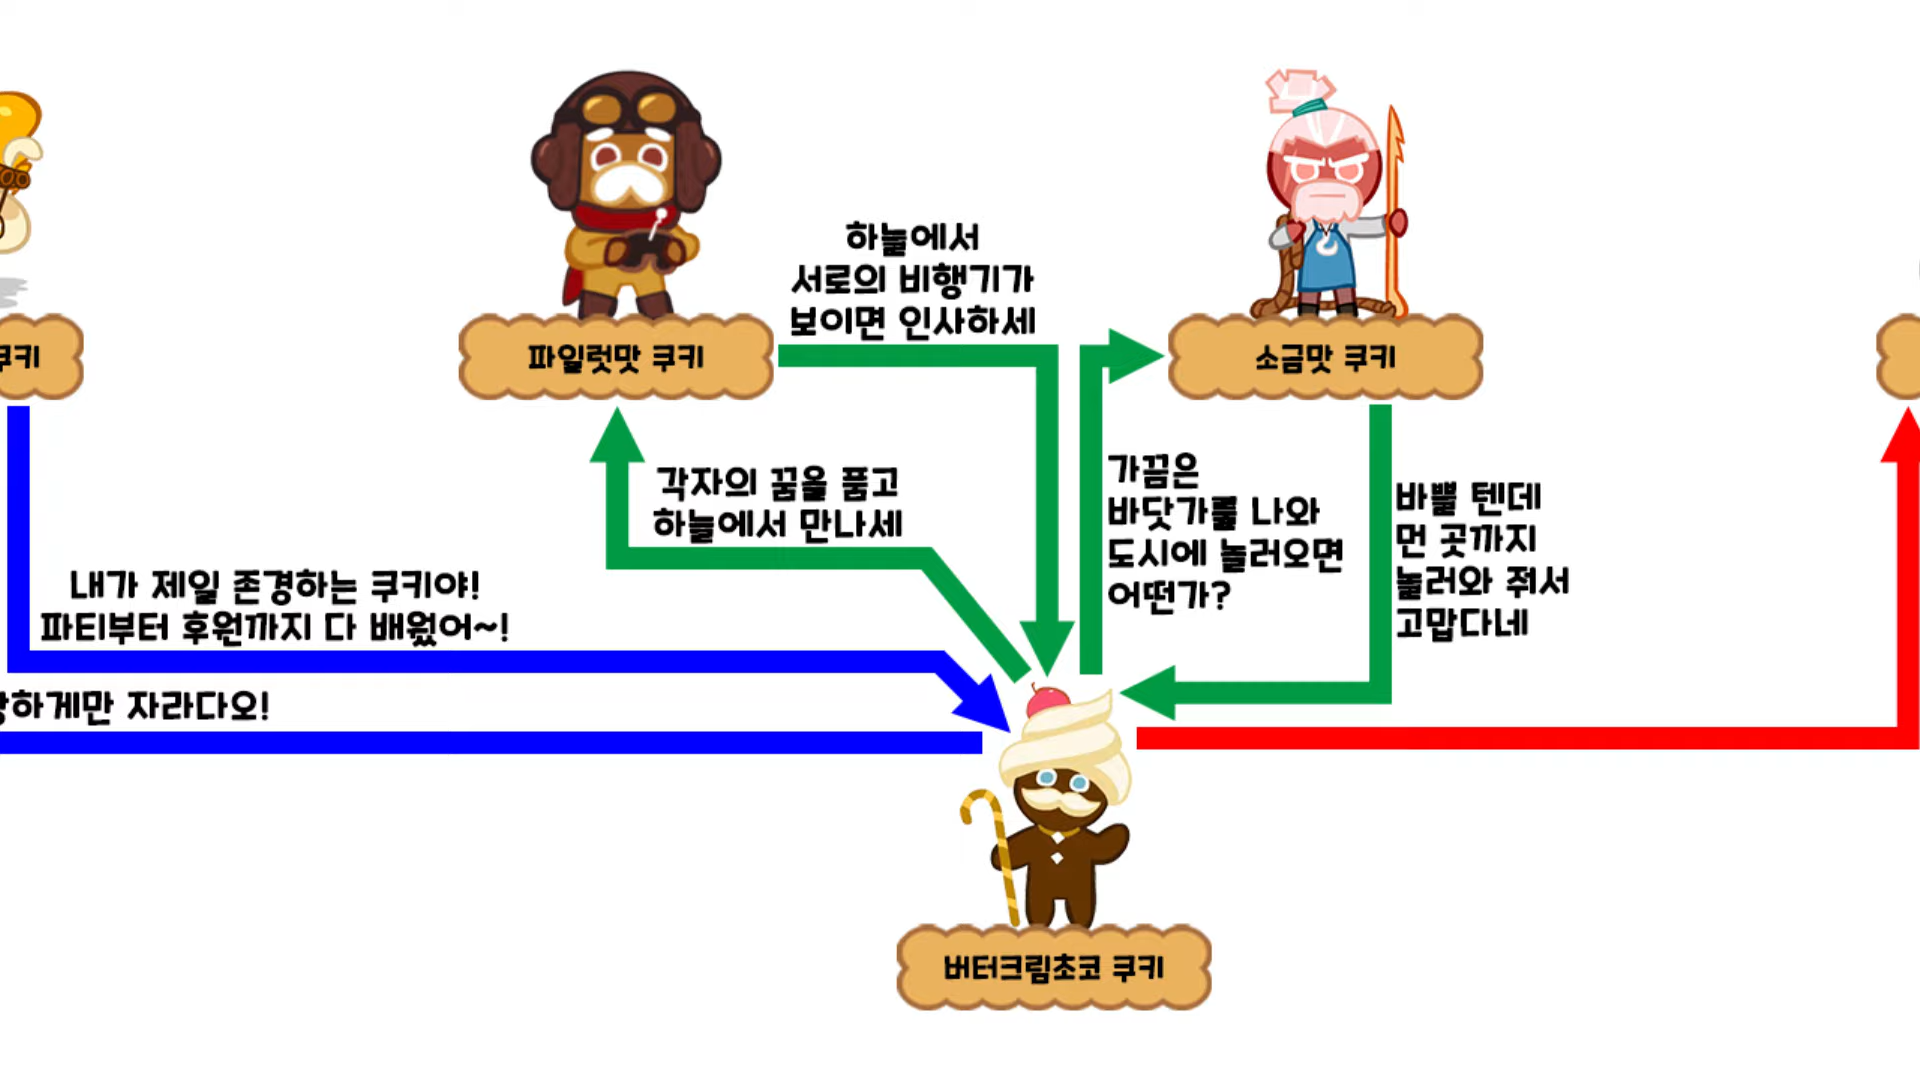 하늘에서
서로의 비행기가
보이면 인사하세
쿠키
파일럿맛 쿠키
소금맛 쿠키
각자의 꿈을 품고
하늘에서 만나세
가끔은
바닷가를 나와
도시에 놀러오면
어떤가?
바쁠 텐데
먼 곳까지
놀러와 줘서
고맙다네
내가 제일 존경하는 쿠키야!
파티부터 후원까지 다 배웠어~!
하게만 자라다오!
버터크림초코 쿠키